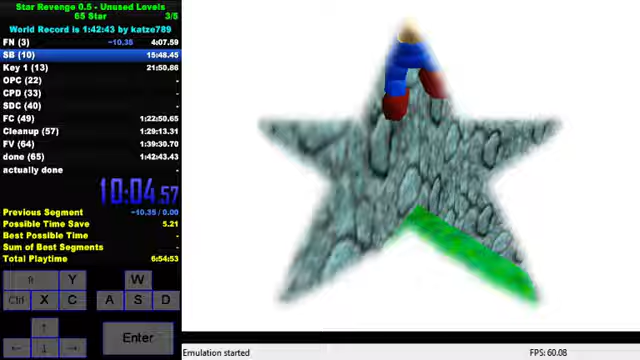 Star Revenge 0.5 - Unused Levels
65 Star 3/5
World Record is 1:42:43 by katze789
FN (3) −10.35 4:07.59
SB (10) 15:48.45
Key 1 (13) 21:50.86
OPC (22) -
CPD (33) -
SDC (40) -
FC (49) 1:22:50.65
Cleanup (57) 1:29:13.31
FV (64) 1:39:30.70
done (65) 1:42:43.43
actually done -
10:04.57
Previous Segment −10.35 / 0.00
Possible Time Save 5.21
Best Possible Time -
Sum of Best Segments -
Total Playtime 6:54:53
Y W
Ctrl X C A S D
↑
← ↓ → Enter
Emulation started FPS: 60.08